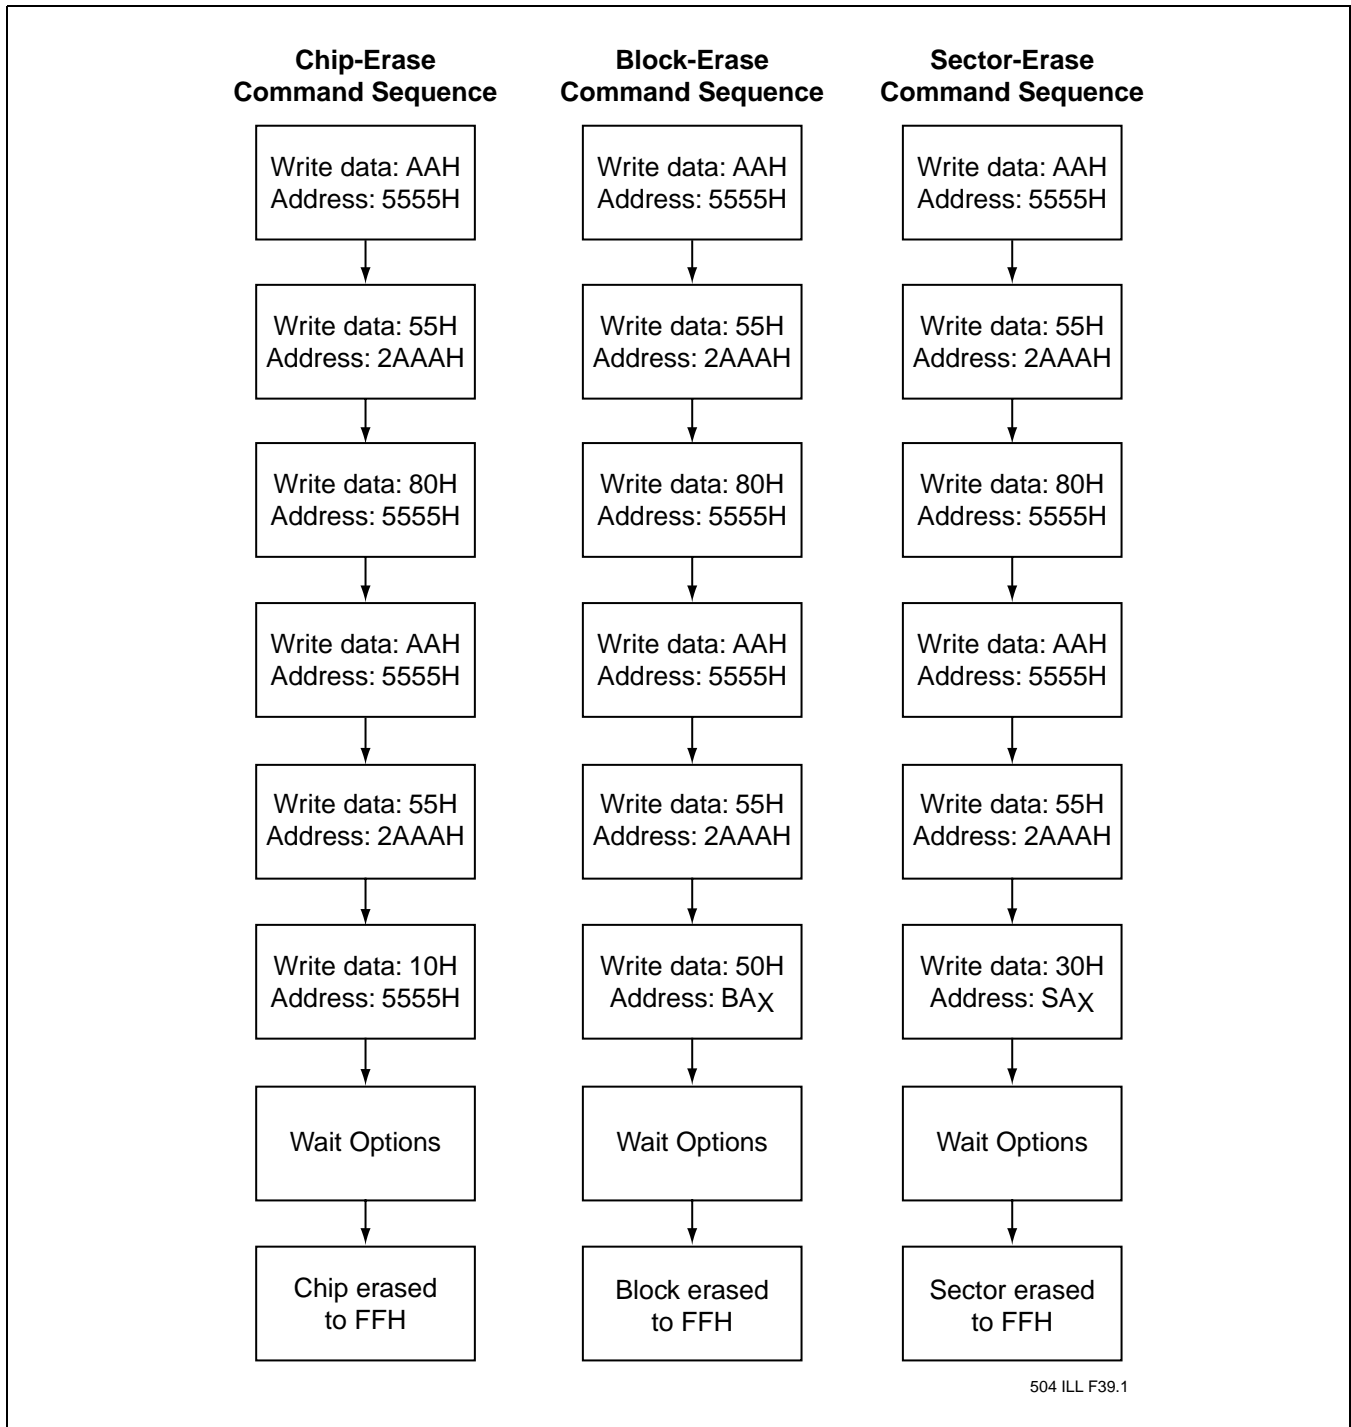 Chip-Erase
Command Sequence
Write data: AAH
Address: 5555H
Write data: 55H
Address: 2AAAH
Write data: 80H
Address: 5555H
Write data: AAH
Address: 5555H
Write data: 55H
Address: 2AAAH
Write data: 10H
Address: 5555H
Wait Options
Chip erased
to FFH
Block-Erase
Command Sequence
Write data: AAH
Address: 5555H
Write data: 55H
Address: 2AAAH
Write data: 80H
Address: 5555H
Write data: AAH
Address: 5555H
Write data: 55H
Address: 2AAAH
Write data: 50H
Address: BAX
Wait Options
Block erased
to FFH
Sector-Erase
Command Sequence
Write data: AAH
Address: 5555H
Write data: 55H
Address: 2AAAH
Write data: 80H
Address: 5555H
Write data: AAH
Address: 5555H
Write data: 55H
Address: 2AAAH
Write data: 30H
Address: SAX
Wait Options
Sector erased
to FFH
504 ILL F39.1